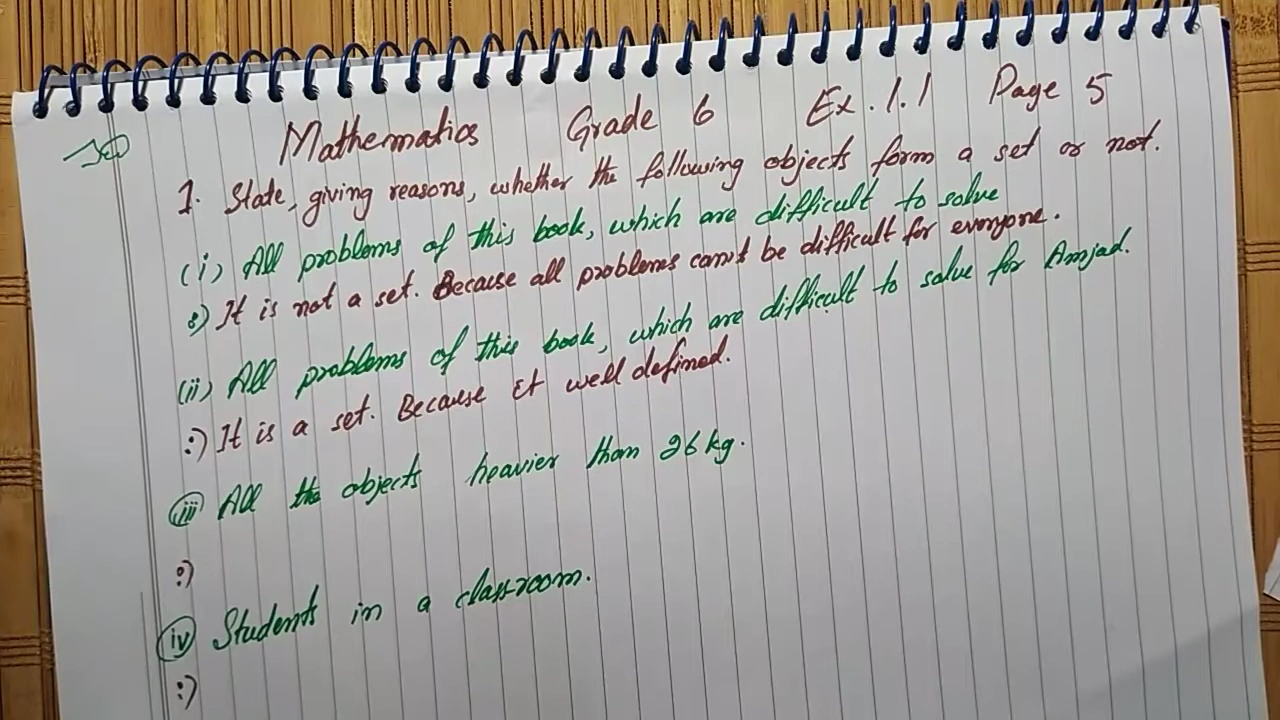 Mathematics Grade 6 Ex. 1.1 Page 5
1. State, giving reasons, whether the following objects form a set or not.
(i) All problems of this book, which are difficult to solve
:) It is not a set. Because all problems can't be difficult for everyone.
(ii) All problems of this book, which are difficult to solve for Amjad.
:) It is a set. Because it well defined.
(iii) All the objects heavier than 26 kg.
:)
(iv) Students in a classroom.
:)